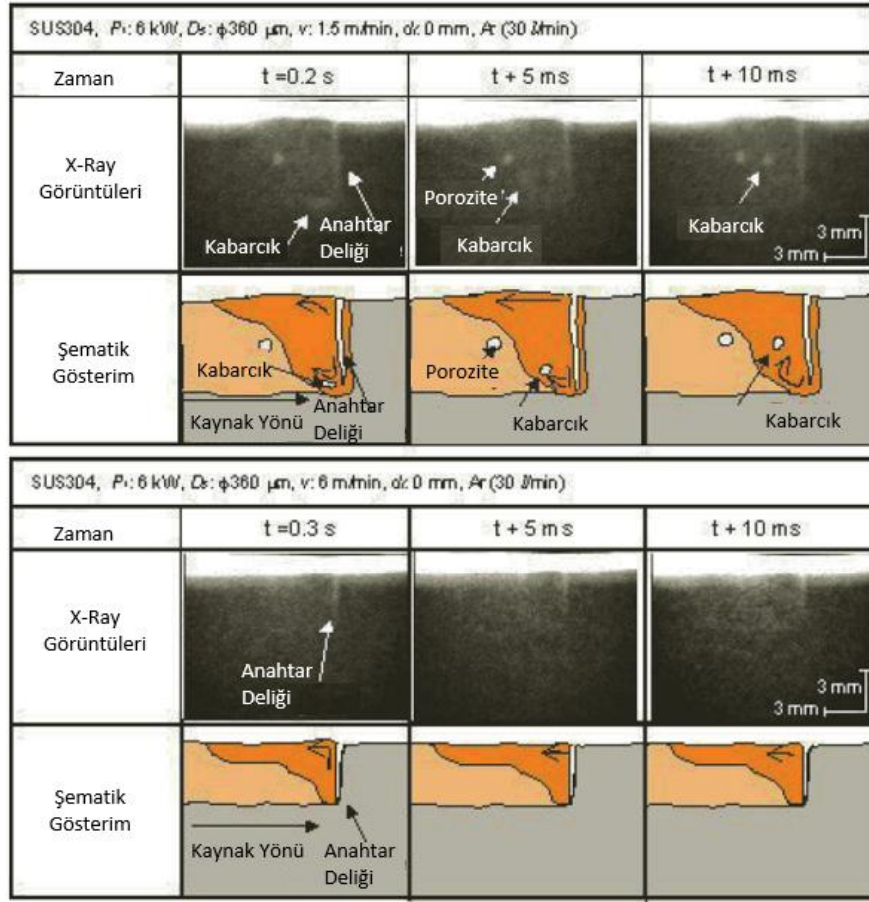 SUS304, Pi: 6 kW, Ds: ϕ360 μm, v: 1.5 m/min, d: 0 mm, Ar (30 l/min)
Zaman t =0.2 s t + 5 ms t + 10 ms
X-Ray
Görüntüleri
Kabarcık
Anahtar
Deliği
Porozite
Kabarcık
Kabarcık
3 mm
3 mm
Şematik
Gösterim
Kabarcık
Kaynak Yönü
Anahtar
Deliği
Porozite
Kabarcık
Kabarcık
SUS304, Pi: 6 kW, Ds: ϕ360 μm, v: 6 m/min, d: 0 mm, Ar (30 l/min)
Zaman t =0.3 s t + 5 ms t + 10 ms
X-Ray
Görüntüleri
Anahtar
Deliği
3 mm
3 mm
Şematik
Gösterim
Kaynak Yönü
Anahtar
Deliği